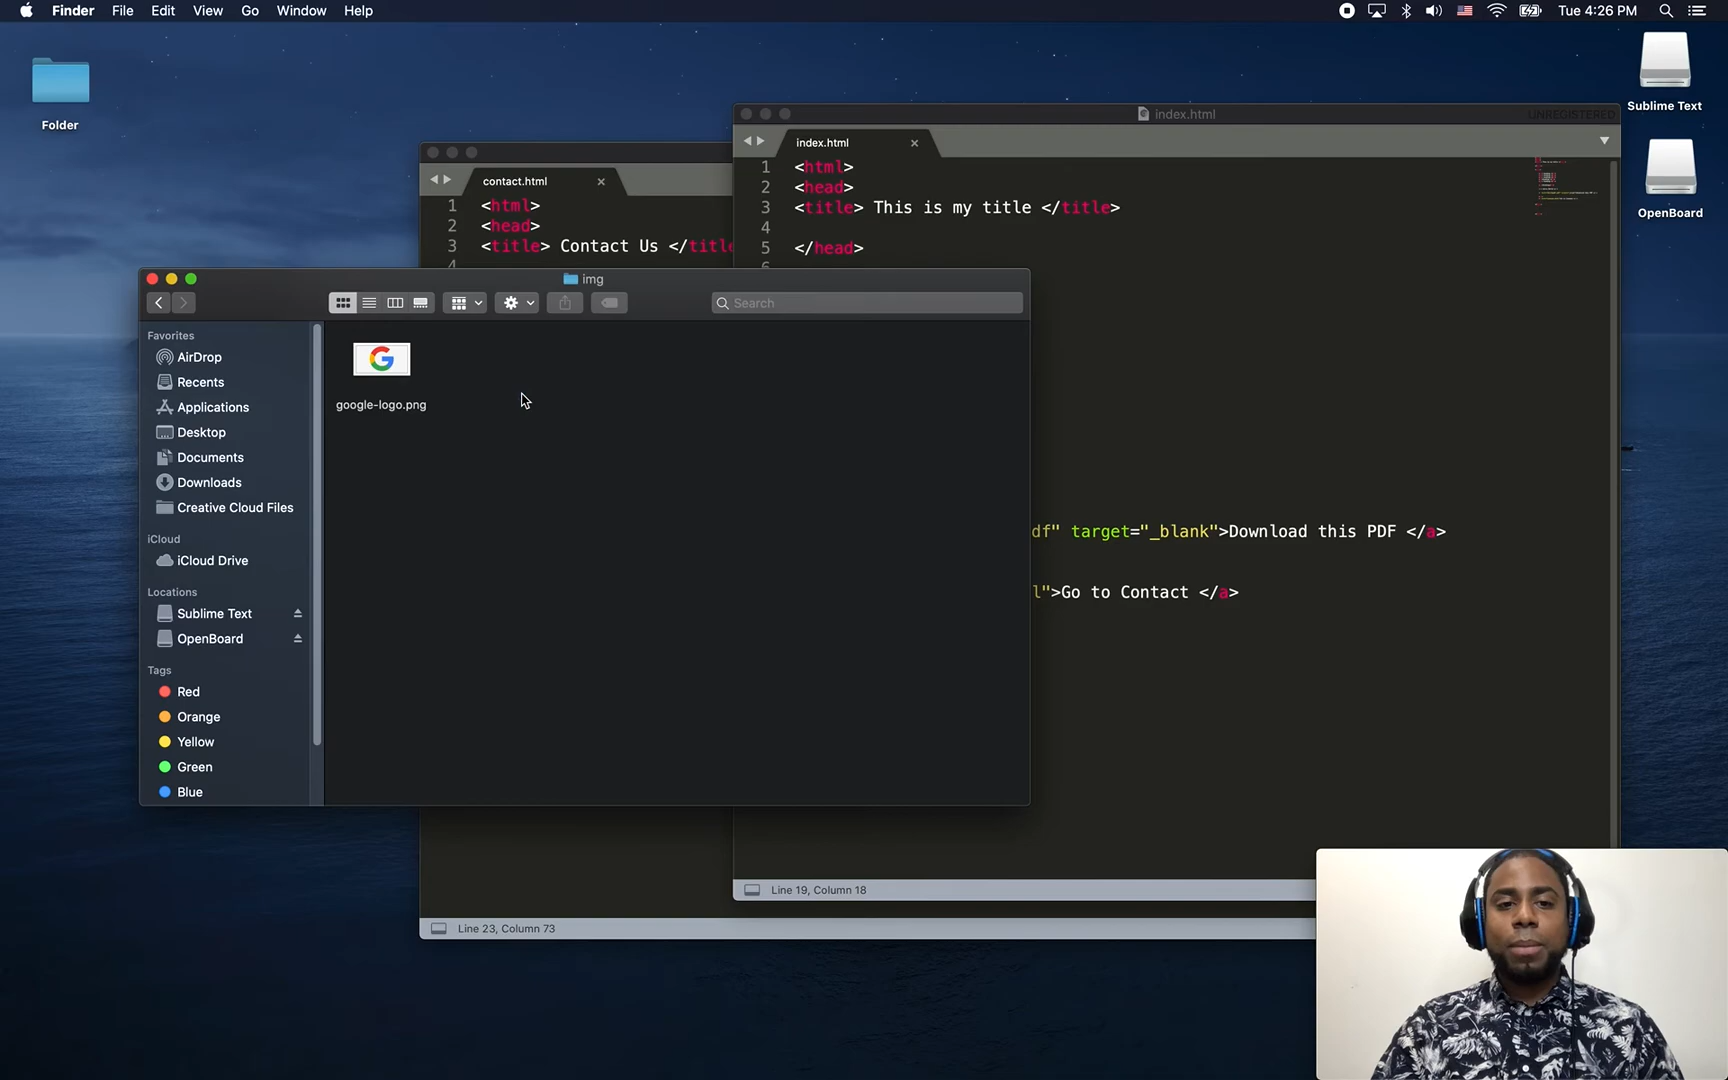 Finder File Edit View Go Window Help
Tue 4:26 PM
Folder
Sublime Text
OpenBoard
index.html
UNREGISTERED
index.html
1 <html>
2 <head>
3 <title> This is my title </title>
4
5 </head>
6
df" target="_blank">Download this PDF </a>
l">Go to Contact </a>
Line 19, Column 18
contact.html
1 <html>
2 <head>
3 <title> Contact Us </title
4
Line 23, Column 73
img
Search
Favorites
AirDrop
Recents
Applications
Desktop
Documents
Downloads
Creative Cloud Files
iCloud
iCloud Drive
Locations
Sublime Text
OpenBoard
Tags
Red
Orange
Yellow
Green
Blue
google-logo.png